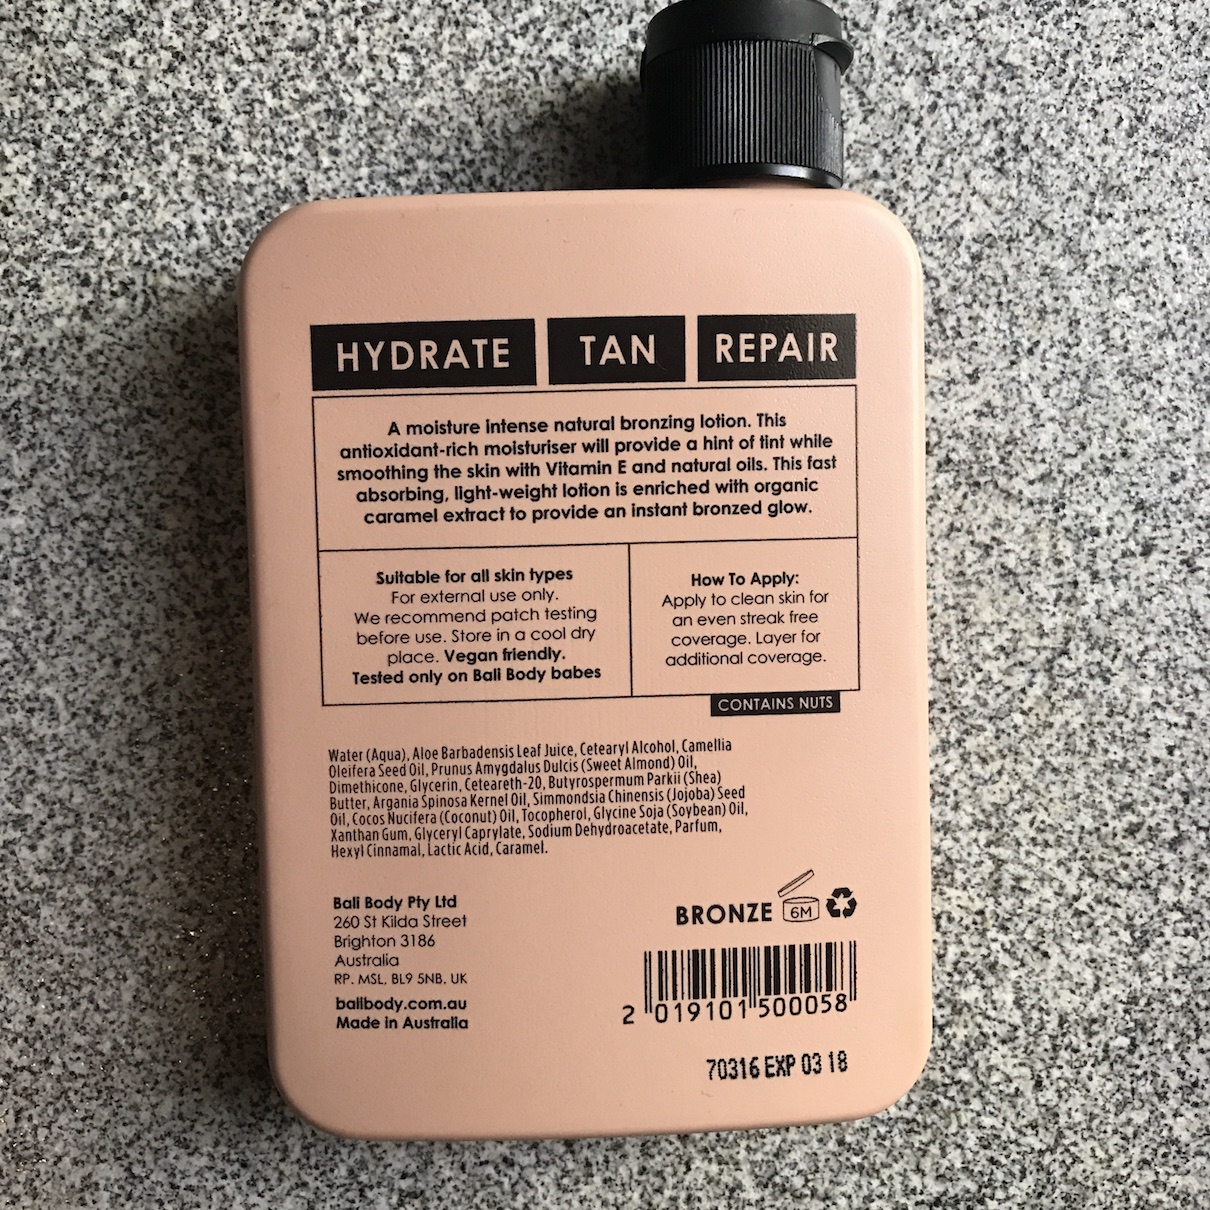 HYDRATE TAN REPAIR
A moisture intense natural bronzing lotion. This
antioxidant-rich moisturiser will provide a hint of tint while
smoothing the skin with Vitamin E and natural oils. This fast
absorbing, light-weight lotion is enriched with organic
caramel extract to provide an instant bronzed glow.
Suitable for all skin types
For external use only.
We recommend patch testing
before use. Store in a cool dry
place. Vegan friendly.
Tested only on Bali Body babes
How To Apply:
Apply to clean skin for
an even streak free
coverage. Layer for
additional coverage.
CONTAINS NUTS
Water (Aqua), Aloe Barbadensis Leaf Juice, Cetearyl Alcohol, Camellia
Oleifera Seed Oil, Prunus Amygdalus Dulcis (Sweet Almond) Oil,
Dimethicone, Glycerin, Ceteareth-20, Butyrospermum Parkii (Shea)
Butter, Argania Spinosa Kernel Oil, Simmondsia Chinensis (Jojoba) Seed
Oil, Cocos Nucifera (Coconut) Oil, Tocopherol, Glycine Soja (Soybean) Oil,
Xanthan Gum, Glyceryl Caprylate, Sodium Dehydroacetate, Parfum,
Hexyl Cinnamal, Lactic Acid, Caramel.
Bali Body Pty Ltd
260 St Kilda Street
Brighton 3186
Australia
RP. MSL, BL9 5NB, UK
balibody.com.au
Made in Australia
BRONZE 6M
2 019101 500058
70316 EXP 03 18